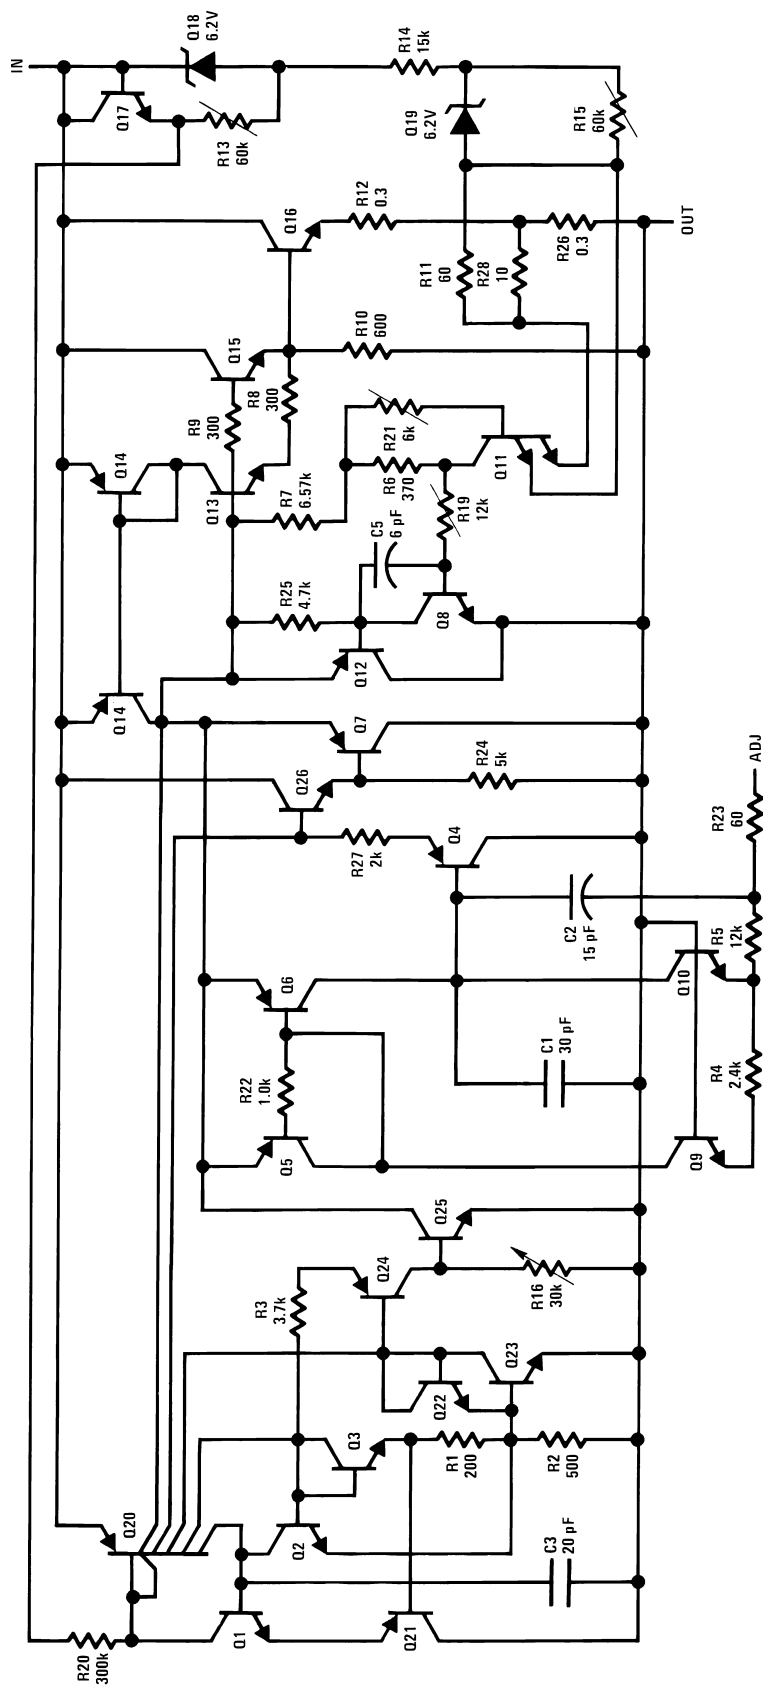 IN
R20
300k
Q20
Q14
Q14
Q17
Q18
6.2V
R9
300
Q13
R13
60k
Q1
Q15
R22
1.0k
R8
300
R3
3.7k
R25
4.7k
R7
6.57k
Q2
Q5
Q6
Q26
Q16
Q3
Q24
R27
2k
Q7
Q12
C5
6 pF
R21
6k
R6
370
R10
600
R12
0.3
R14
15k
Q21
R1
200
Q22
Q25
Q4
Q8
R19
12k
R11
60
Q19
6.2V
R24
5k
Q11
R28
10
Q23
R16
30k
C3
20 pF
R2
500
C1
30 pF
C2
15 pF
R26
0.3
R15
60k
Q9
Q10
OUT
R4
2.4k
R5
12k
R23
60
ADJ